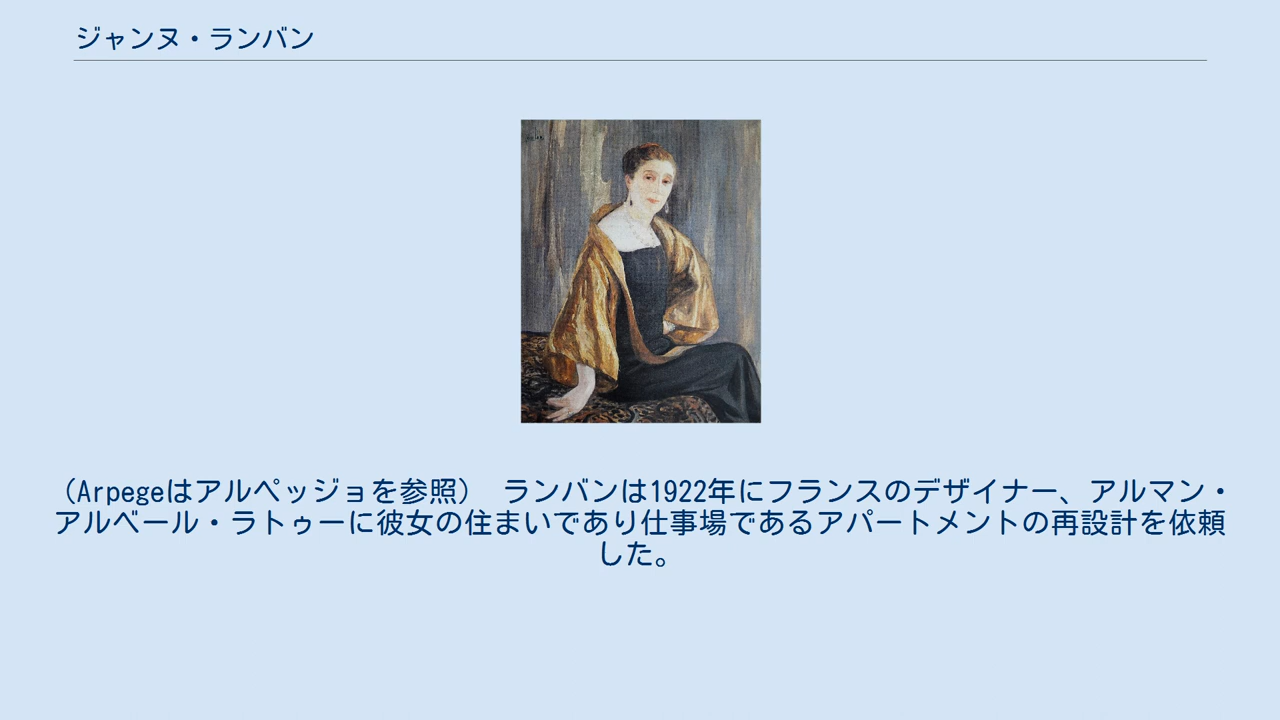 ジャンヌ・ランバン
（Arpegeはアルペッジョを参照）　ランバンは1922年にフランスのデザイナー、アルマン・
アルベール・ラトゥーに彼女の住まいであり仕事場であるアパートメントの再設計を依頼
した。